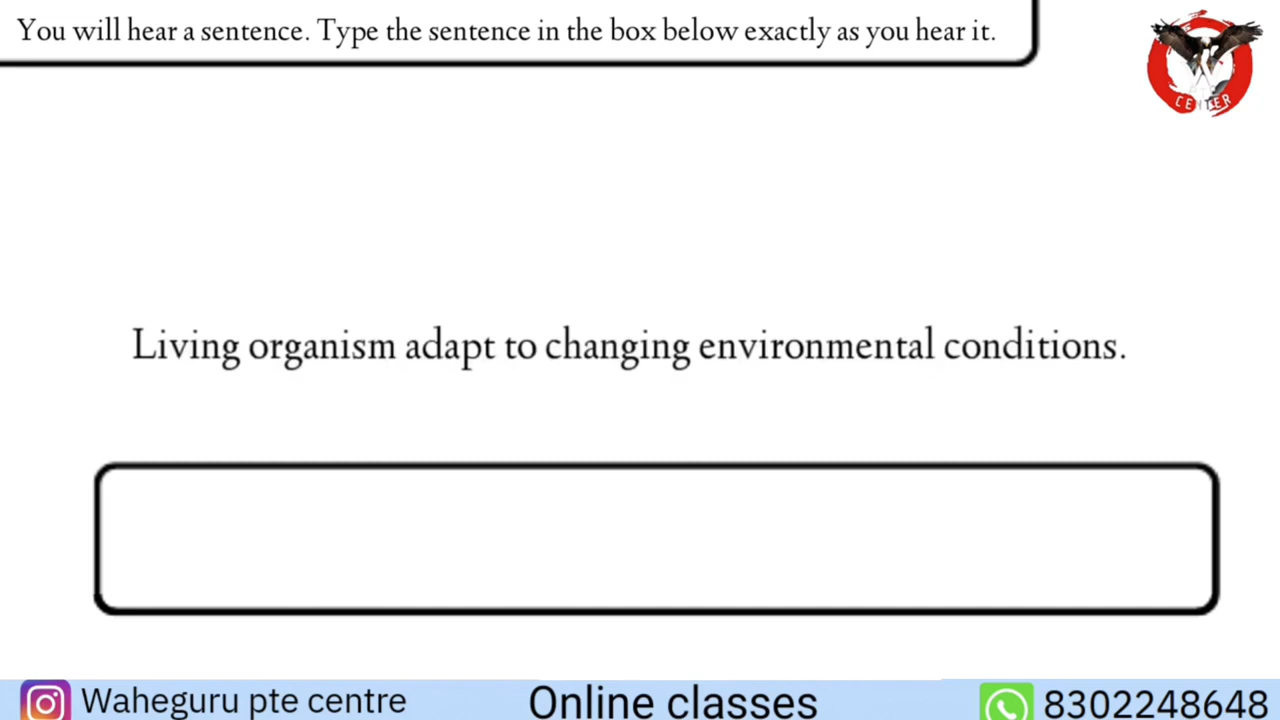 You will hear a sentence. Type the sentence in the box below exactly as you hear it.
CENTER
Living organism adapt to changing environmental conditions.
Waheguru pte centre
Online classes
8302248648